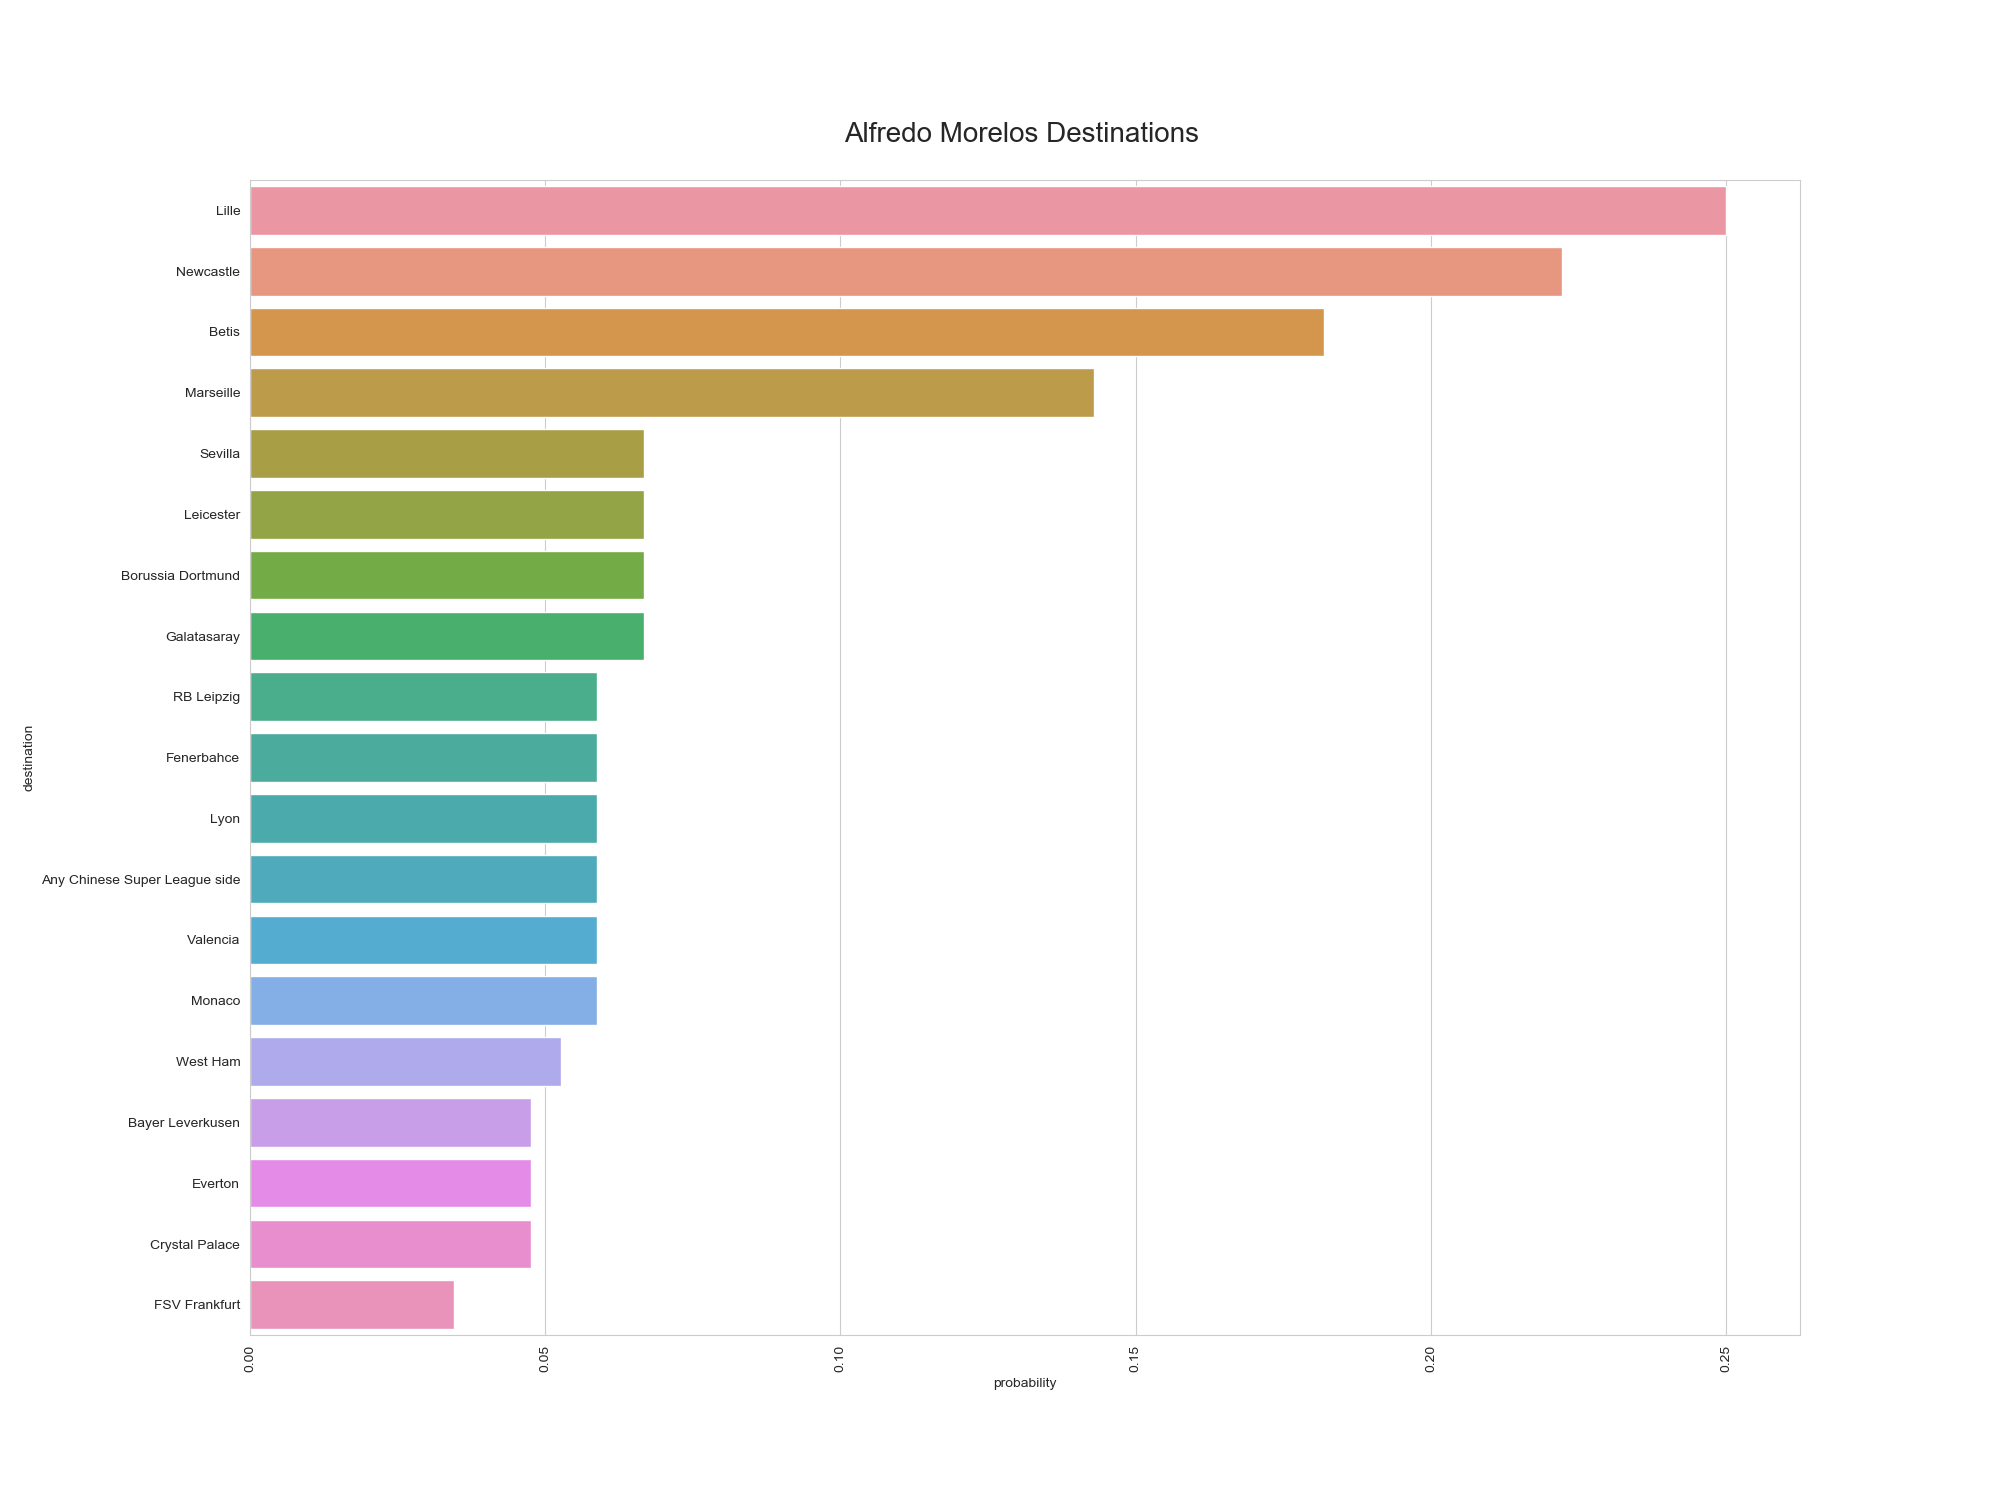 Alfredo Morelos Destinations
Lille
Newcastle
Betis
Marseille
Sevilla
Leicester
Borussia Dortmund
Galatasaray
RB Leipzig
Fenerbahce
Lyon
Any Chinese Super League side
Valencia
Monaco
West Ham
Bayer Leverkusen
Everton
Crystal Palace
FSV Frankfurt
destination
0.00
0.05
0.10
0.15
0.20
0.25
probability